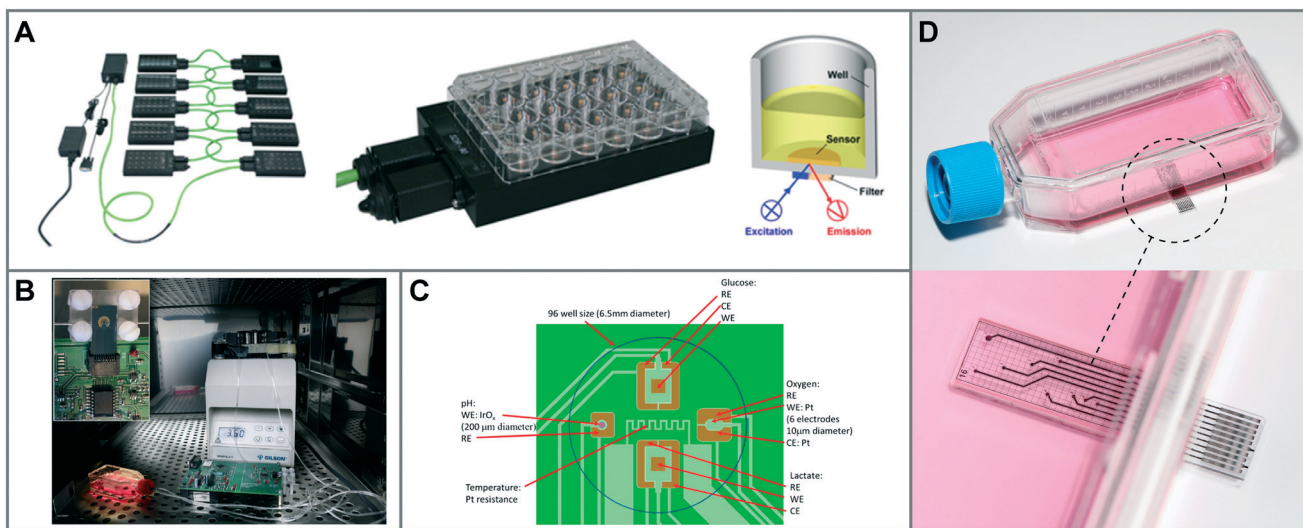 A
Well
Sensor
Filter
Excitation
Emission
B
GILSON
C
Glucose:
RE
CE
WE
96 well size (6.5mm diameter)
pH:
WE: IrOₓ
(200 μm diameter)
RE
Oxygen:
RE
WE: Pt
(6 electrodes
10μm diameter)
CE: Pt
Temperature:
Pt resistance
Lactate:
RE
WE
CE
D
16